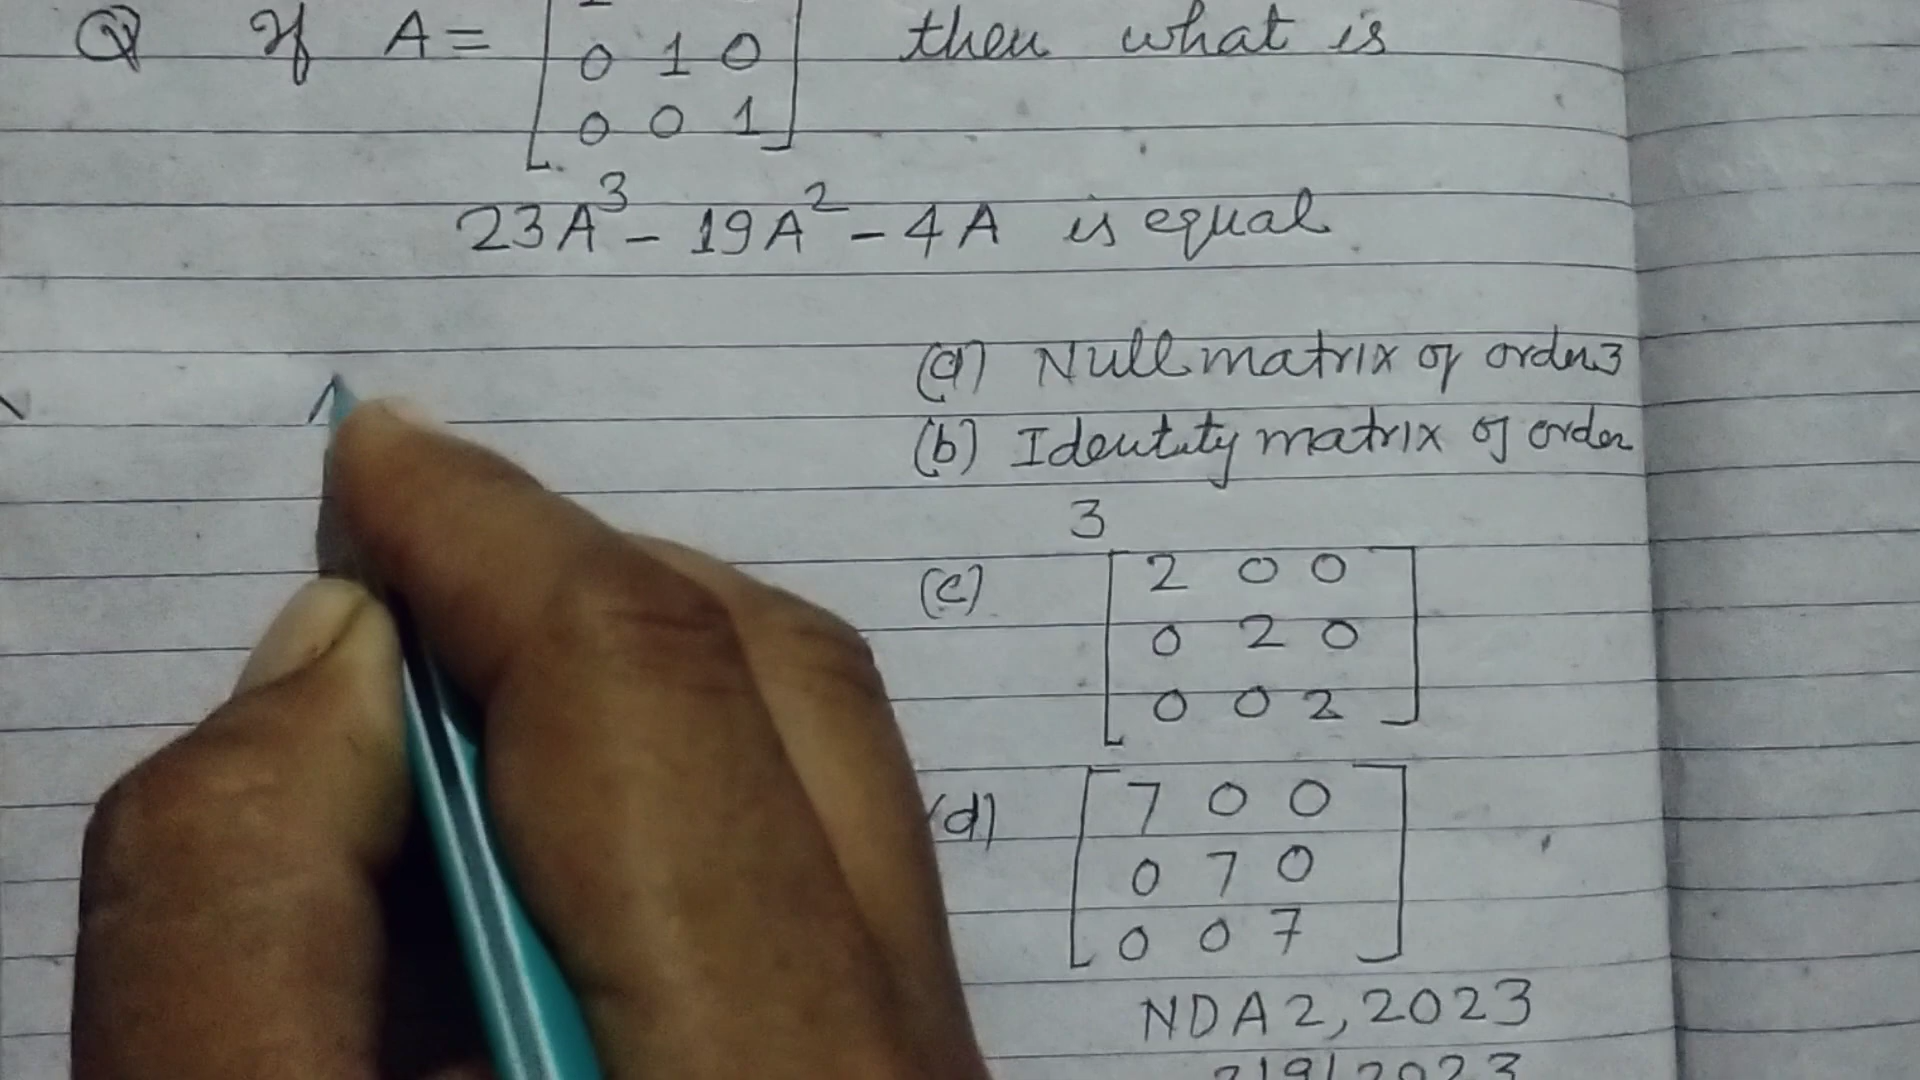 Q If A = [ 0 1 0 ] then what is
0 0 1
23A³ - 19A² - 4A is equal
(a) Null matrix of order 3
(b) Identity matrix of order
3
(c) [ 2 0 0
0 2 0
0 0 2 ]
(d) [ 7 0 0
0 7 0
0 0 7 ]
NDA 2, 2023